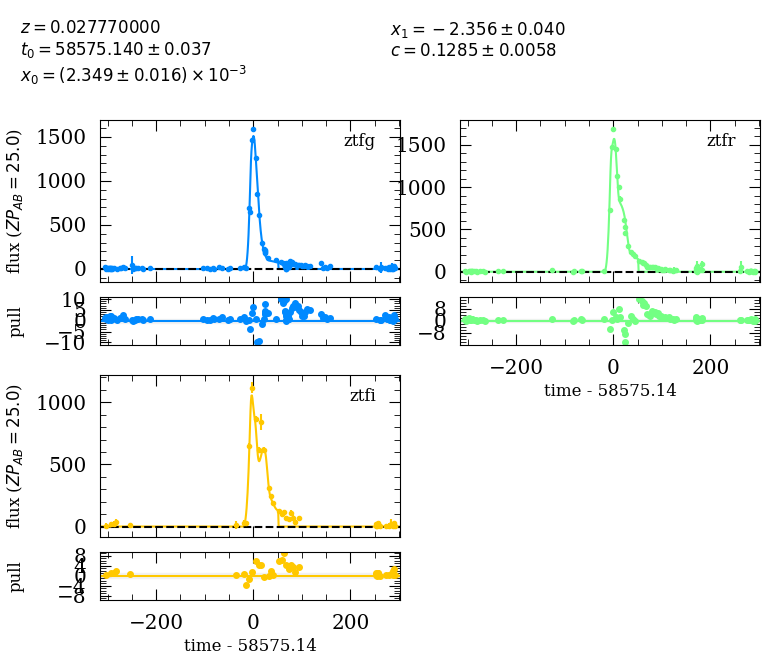 z = 0.027770000
t₀ = 58575.140 ± 0.037
x₀ = (2.349 ± 0.016) × 10⁻³
x₁ = −2.356 ± 0.040
c = 0.1285 ± 0.0058
ztfg
flux (ZP_AB = 25.0)
1500
1000
500
0
pull
10
5
0
−5
−10
ztfr
1500
1000
500
0
8
0
−8
−200 0 200
time - 58575.14
ztfi
flux (ZP_AB = 25.0)
1000
500
0
pull
8
4
0
−4
−8
−200 0 200
time - 58575.14